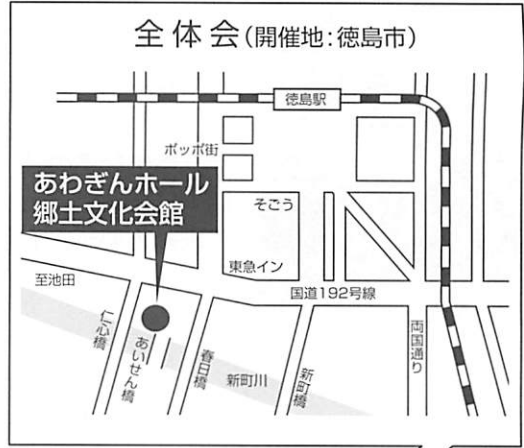 全体会(開催地:徳島市)
徳島駅
ポッポ街
あわぎんホール
郷土文化会館
そごう
東急イン
至池田
国道192号線
仁心橋
あいせん橋
春日橋
新町川
新町橋
両国通り